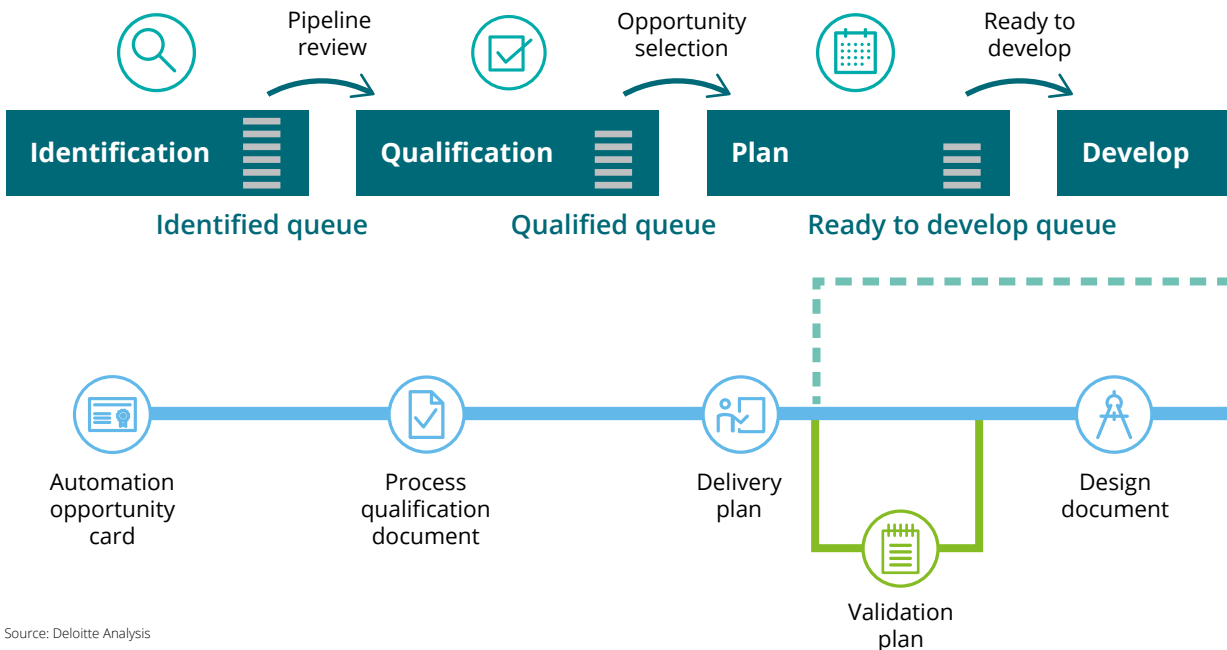 Pipeline
review
Opportunity
selection
Ready to
develop
Identification
Qualification
Plan
Develop
Identified queue
Qualified queue
Ready to develop queue
Automation
opportunity
card
Process
qualification
document
Delivery
plan
Design
document
Validation
plan
Source: Deloitte Analysis